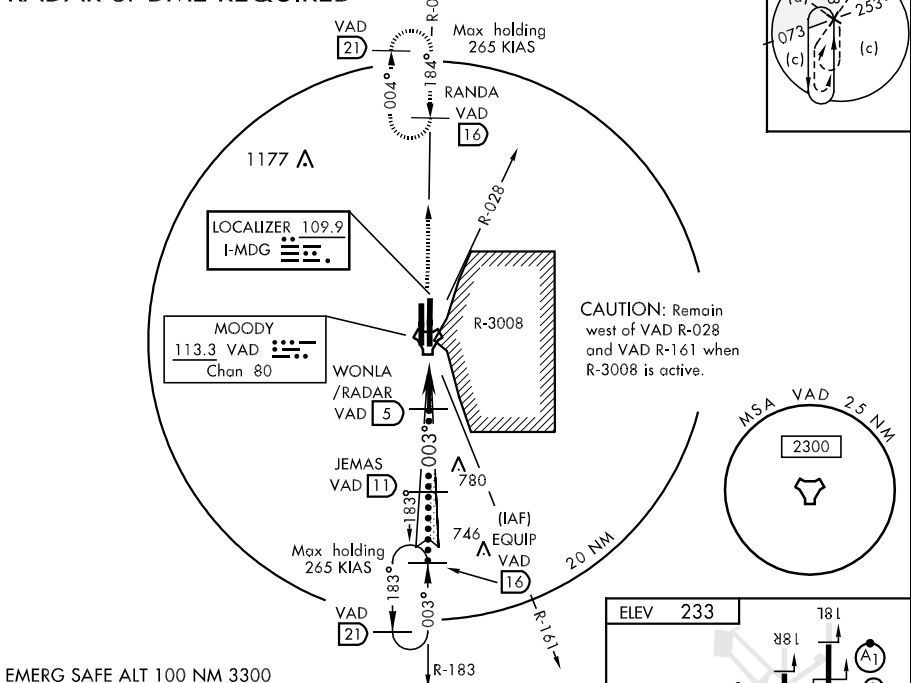 RADAR or DME REQUIRED
VAD
21
Max holding
265 KIAS
004°
184°
RANDA
VAD
16
073
253
(c)
(c)
1177
R-028
LOCALIZER 109.9
I-MDG
MOODY
113.3 VAD
Chan 80
R-3008
CAUTION: Remain
west of VAD R-028
and VAD R-161 when
R-3008 is active.
WONLA
/RADAR
VAD 5
003°
JEMAS
VAD 11
780
183°
746
(IAF)
EQUIP
VAD
16
20 NM
Max holding
265 KIAS
183°
003°
VAD
21
R-161
R-183
MSA VAD 25 NM
2300
ELEV 233
18L
18R
A1
EMERG SAFE ALT 100 NM 3300